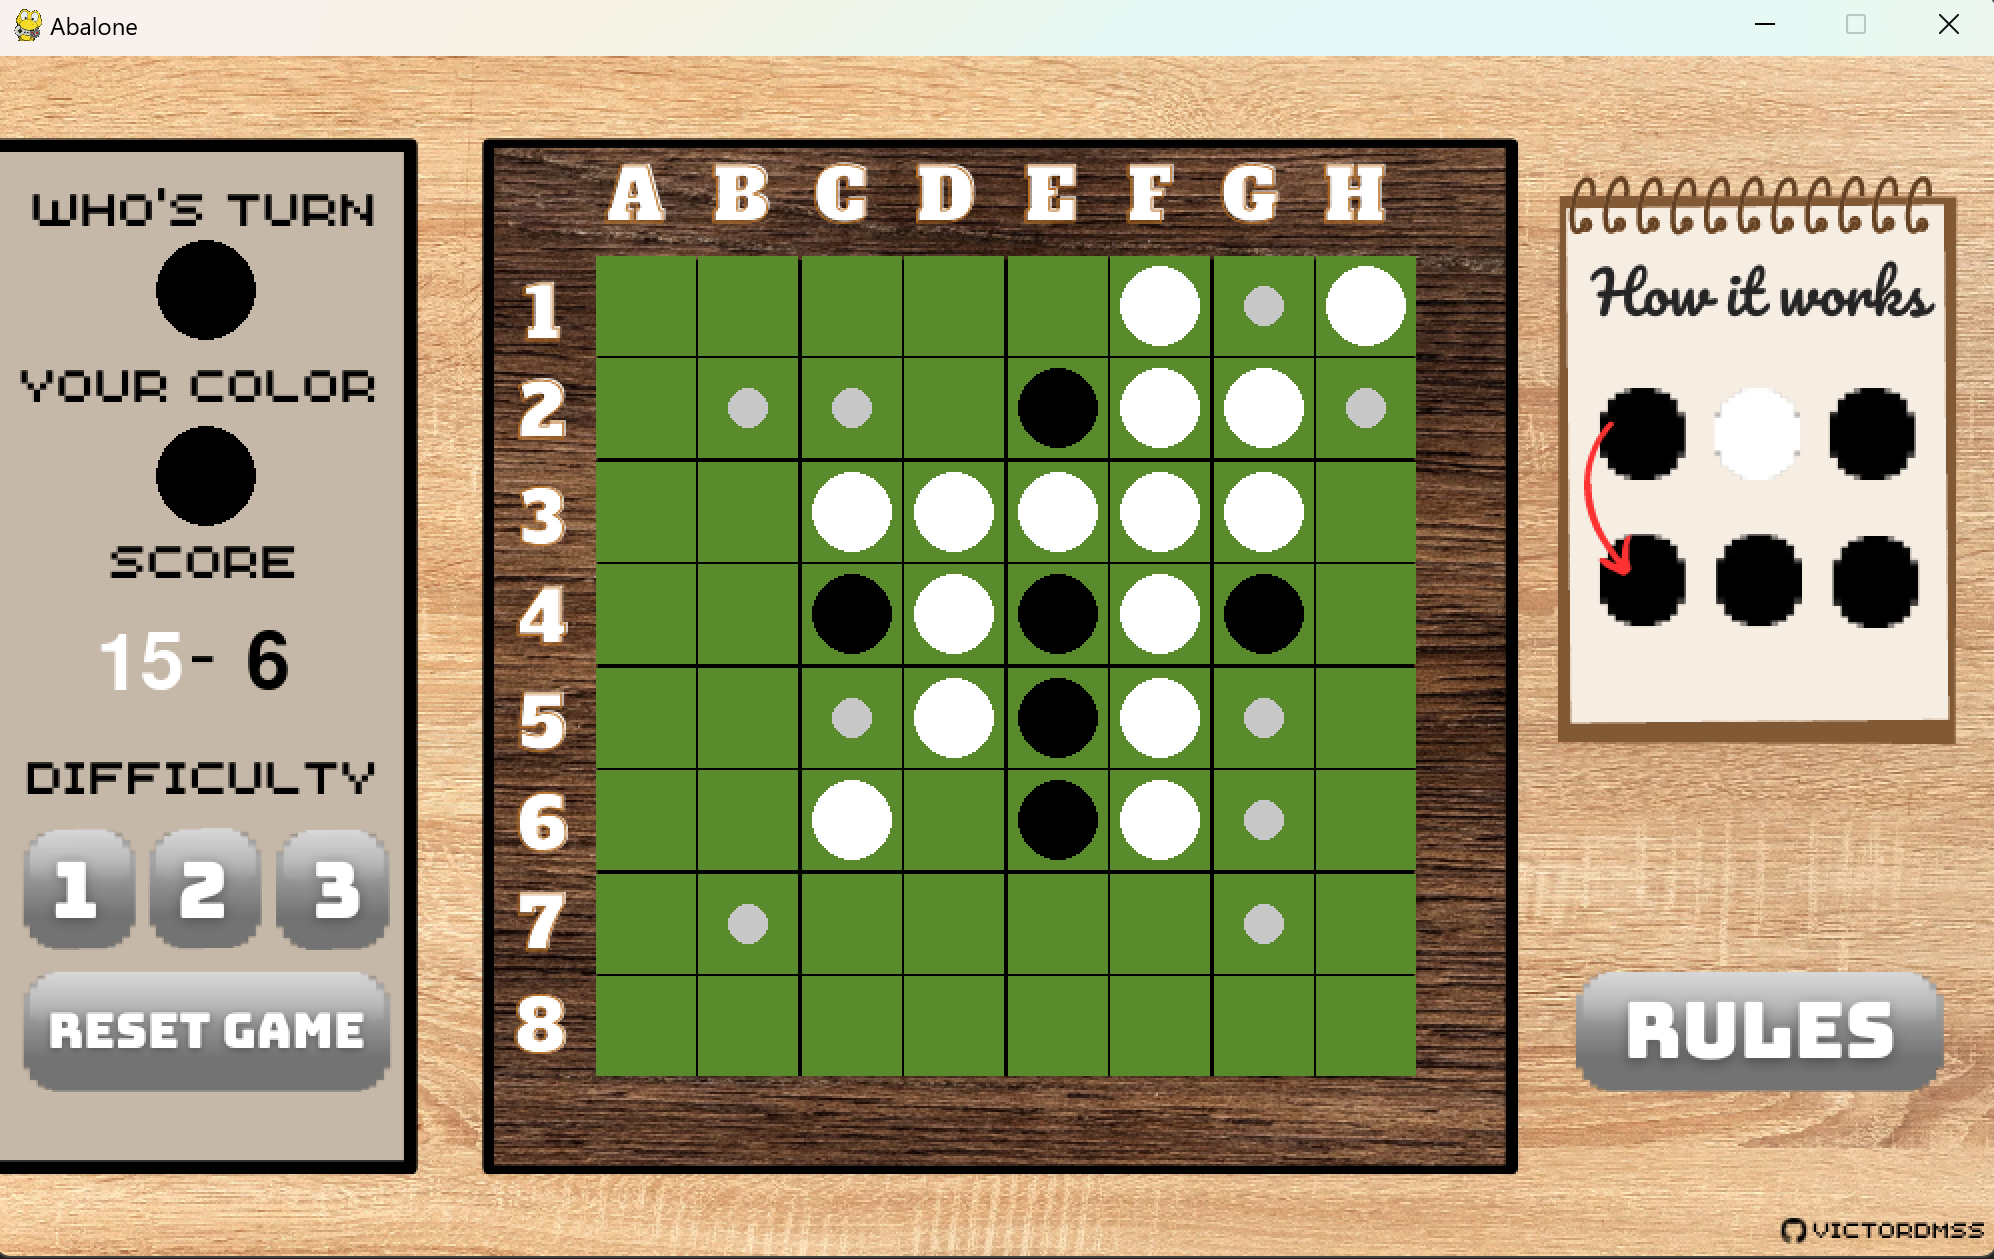 Abalone
WHO'S TURN
YOUR COLOR
SCORE
15- 6
DIFFICULTY
1 2 3
RESET GAME
A B C D E F G H
1
2
3
4
5
6
7
8
How it works
RULES
VICTORDMSS